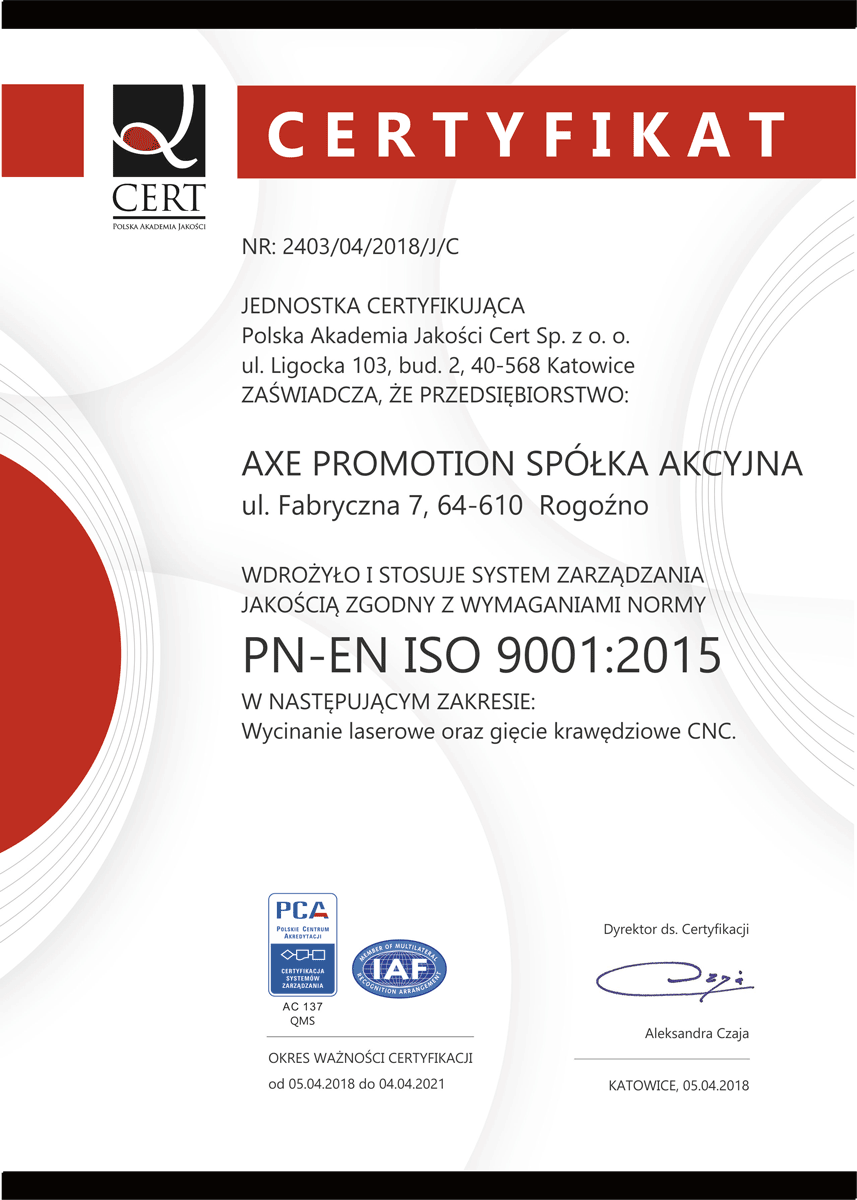 CERTYFIKAT
CERT
POLSKA AKADEMIA JAKOŚCI
NR: 2403/04/2018/J/C
JEDNOSTKA CERTYFIKUJĄCA
Polska Akademia Jakości Cert Sp. z o. o.
ul. Ligocka 103, bud. 2, 40-568 Katowice
ZAŚWIADCZA, ŻE PRZEDSIĘBIORSTWO:
AXE PROMOTION SPÓŁKA AKCYJNA
ul. Fabryczna 7, 64-610 Rogoźno
WDROŻYŁO I STOSUJE SYSTEM ZARZĄDZANIA
JAKOŚCIĄ ZGODNY Z WYMAGANIAMI NORMY
PN-EN ISO 9001:2015
W NASTĘPUJĄCYM ZAKRESIE:
Wycinanie laserowe oraz gięcie krawędziowe CNC.
PCA
POLSKIE CENTRUM
AKREDYTACJI
CERTYFIKACJA
SYSTEMÓW
ZARZĄDZANIA
AC 137
QMS
MEMBER OF MULTILATERAL
IAF
RECOGNITION ARRANGEMENT
OKRES WAŻNOŚCI CERTYFIKACJI
od 05.04.2018 do 04.04.2021
Dyrektor ds. Certyfikacji
Czaja
Aleksandra Czaja
KATOWICE, 05.04.2018